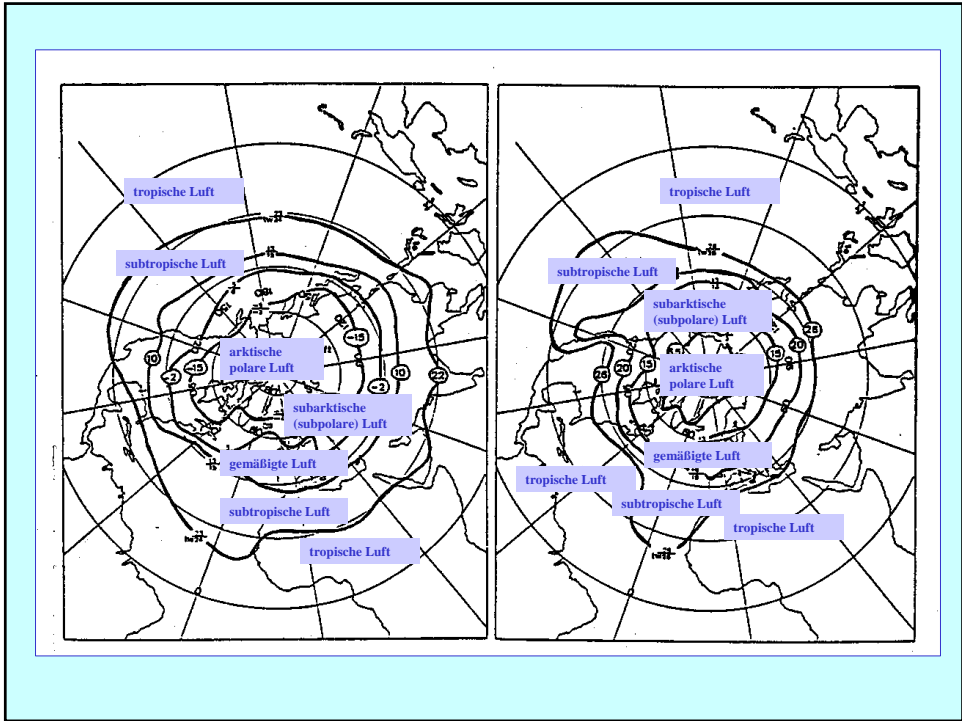 tropische Luft
subtropische Luft
arktische
polare Luft
subarktische
(subpolare) Luft
gemäßigte Luft
subtropische Luft
tropische Luft
10
-2
-15
-15
-2
10
22
tropische Luft
subtropische Luft
subarktische
(subpolare) Luft
arktische
polare Luft
gemäßigte Luft
tropische Luft
subtropische Luft
tropische Luft
25
20
15
15
20
25